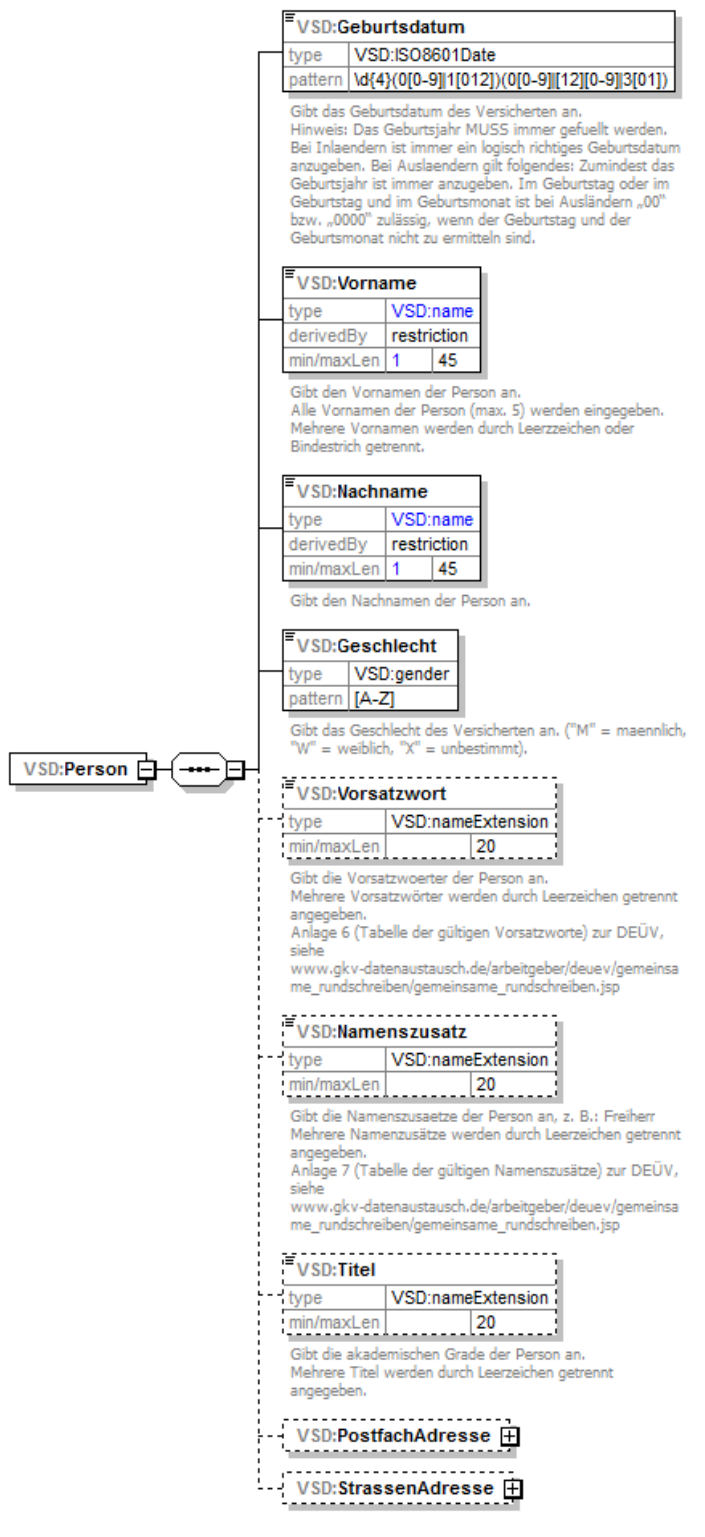 VSD:Geburtsdatum
type VSD:ISO8601Date
pattern \d{4}(0[0-9]|1[012])(0[0-9]|[12][0-9]|3[01])
Gibt das Geburtsdatum des Versicherten an.
Hinweis: Das Geburtsjahr MUSS immer gefuellt werden.
Bei Inlaendern ist immer ein logisch richtiges Geburtsdatum
anzugeben. Bei Auslaendern gilt folgendes: Zumindest das
Geburtsjahr ist immer anzugeben. Im Geburtstag oder im
Geburtstag und im Geburtsmonat ist bei Ausländern „00“
bzw. „0000“ zulässig, wenn der Geburtstag und der
Geburtsmonat nicht zu ermitteln sind.
VSD:Vorname
type VSD:name
derivedBy restriction
min/maxLen 1 45
Gibt den Vornamen der Person an.
Alle Vornamen der Person (max. 5) werden eingegeben.
Mehrere Vornamen werden durch Leerzzeichen oder
Bindestrich getrennt.
VSD:Nachname
type VSD:name
derivedBy restriction
min/maxLen 1 45
Gibt den Nachnamen der Person an.
VSD:Geschlecht
type VSD:gender
pattern [A-Z]
Gibt das Geschlecht des Versicherten an. ("M" = maennlich,
"W" = weiblich, "X" = unbestimmt).
VSD:Person
VSD:Vorsatzwort
type VSD:nameExtension
min/maxLen 20
Gibt die Vorsatzwoerter der Person an.
Mehrere Vorsatzwörter werden durch Leerzeichen getrennt
angegeben.
Anlage 6 (Tabelle der gültigen Vorsatzworte) zur DEÜV,
siehe
www.gkv-datenaustausch.de/arbeitgeber/deuev/gemeinsa
me_rundschreiben/gemeinsame_rundschreiben.jsp
VSD:Namenszusatz
type VSD:nameExtension
min/maxLen 20
Gibt die Namenszusaetze der Person an, z. B.: Freiherr
Mehrere Namenzusätze werden durch Leerzeichen getrennt
angegeben.
Anlage 7 (Tabelle der gültigen Namenszusätze) zur DEÜV,
siehe
www.gkv-datenaustausch.de/arbeitgeber/deuev/gemeinsa
me_rundschreiben/gemeinsame_rundschreiben.jsp
VSD:Titel
type VSD:nameExtension
min/maxLen 20
Gibt die akademischen Grade der Person an.
Mehrere Titel werden durch Leerzeichen getrennt
angegeben.
VSD:PostfachAdresse
VSD:StrassenAdresse